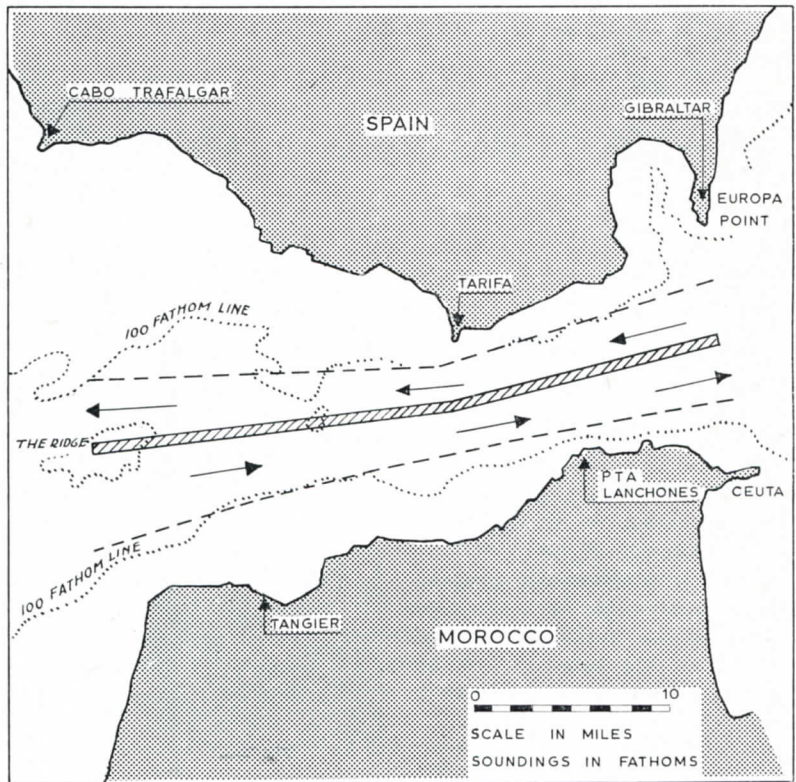 CABO TRAFALGAR
SPAIN
GIBRALTAR
EUROPA
POINT
TARIFA
100 FATHOM LINE
THE RIDGE
PTA
LANCHONES
CEUTA
100 FATHOM LINE
TANGIER
MOROCCO
0 10
SCALE IN MILES
SOUNDINGS IN FATHOMS